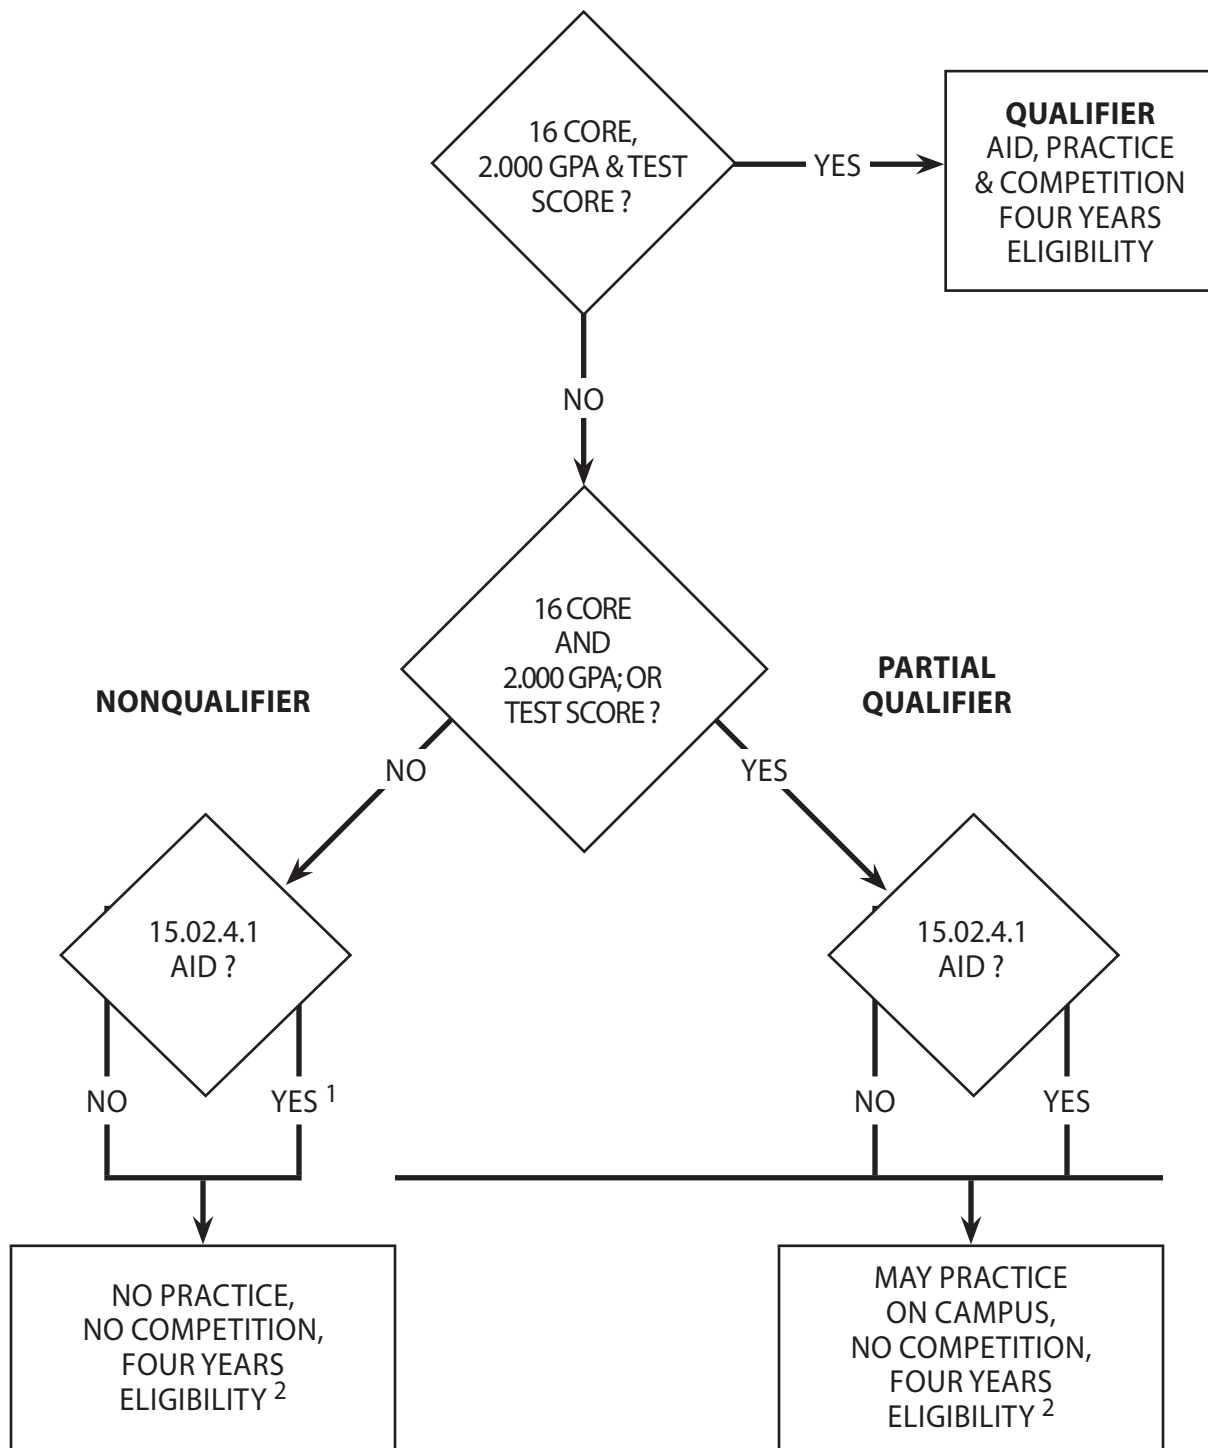 16 CORE,
2.000 GPA & TEST
SCORE ?
YES
QUALIFIER
AID, PRACTICE
& COMPETITION
FOUR YEARS
ELIGIBILITY
NO
16 CORE
AND
2.000 GPA; OR
TEST SCORE ?
NONQUALIFIER
PARTIAL
QUALIFIER
NO
YES
15.02.4.1
AID ?
15.02.4.1
AID ?
NO
YES 1
NO
YES
NO PRACTICE,
NO COMPETITION,
FOUR YEARS
ELIGIBILITY 2
MAY PRACTICE
ON CAMPUS,
NO COMPETITION,
FOUR YEARS
ELIGIBILITY 2